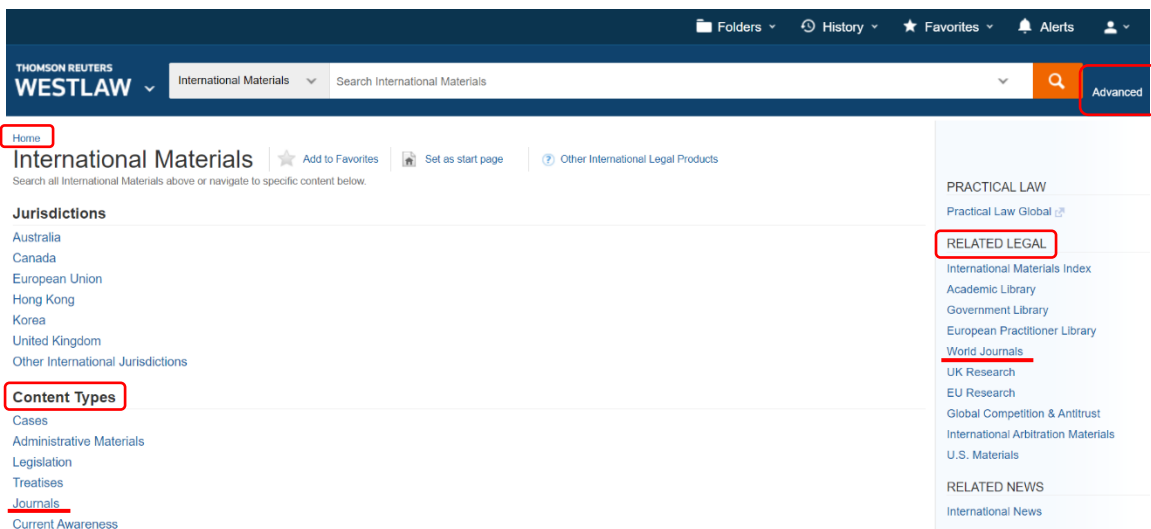 Folders History Favorites Alerts
THOMSON REUTERS
WESTLAW
International Materials Search International Materials
Advanced
Home
International Materials Add to Favorites Set as start page Other International Legal Products
Search all International Materials above or navigate to specific content below.
Jurisdictions
Australia
Canada
European Union
Hong Kong
Korea
United Kingdom
Other International Jurisdictions
Content Types
Cases
Administrative Materials
Legislation
Treatises
Journals
Current Awareness
PRACTICAL LAW
Practical Law Global
RELATED LEGAL
International Materials Index
Academic Library
Government Library
European Practitioner Library
World Journals
UK Research
EU Research
Global Competition & Antitrust
International Arbitration Materials
U.S. Materials
RELATED NEWS
International News